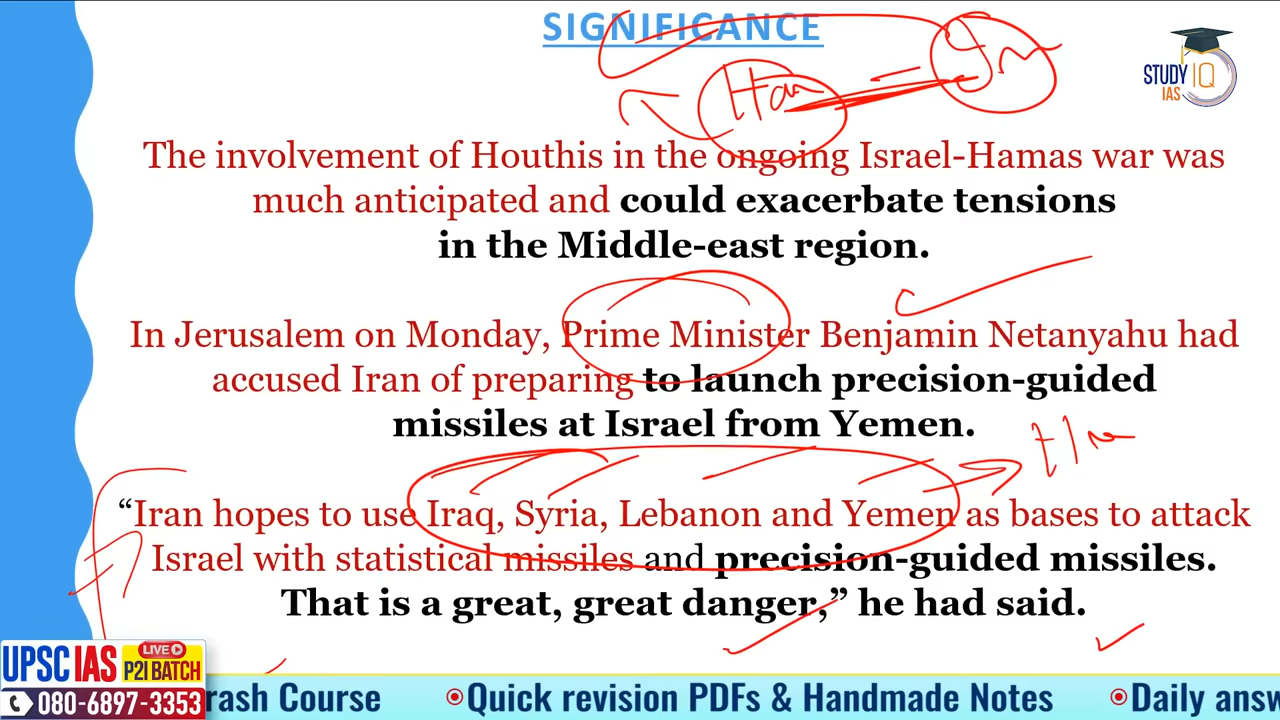 SIGNIFICANCE
STUDY IQ
IAS
Ham
The involvement of Houthis in the ongoing Israel-Hamas war was
much anticipated and could exacerbate tensions
in the Middle-east region.
In Jerusalem on Monday, Prime Minister Benjamin Netanyahu had
accused Iran of preparing to launch precision-guided
missiles at Israel from Yemen.
“Iran hopes to use Iraq, Syria, Lebanon and Yemen as bases to attack
Israel with statistical missiles and precision-guided missiles.
That is a great, great danger,” he had said.
UPSC IAS LIVE
P2I BATCH
080-6897-3353
rash Course
Quick revision PDFs & Handmade Notes
Daily answ